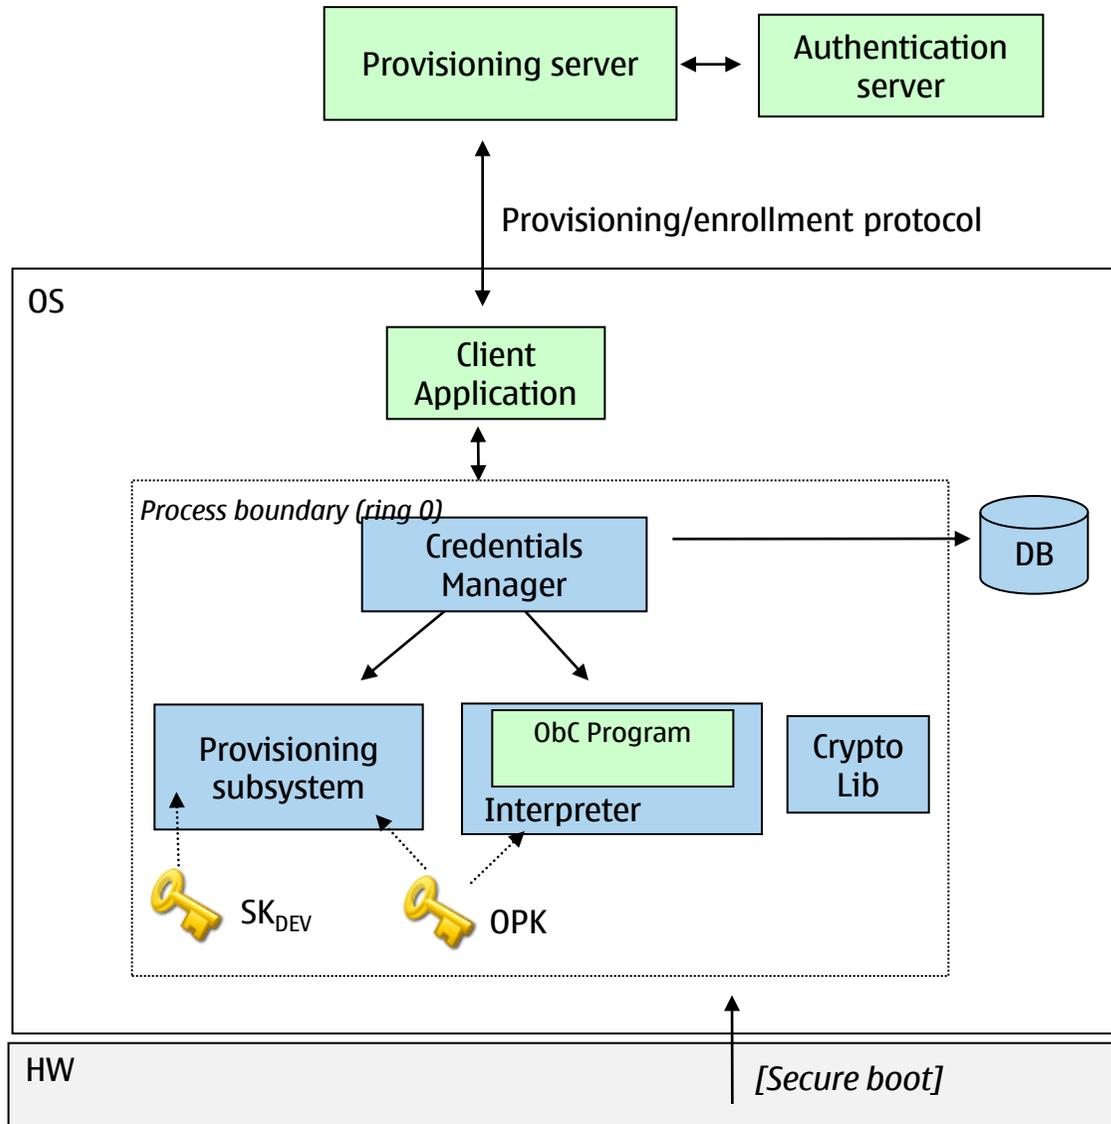 Provisioning server
Authentication
server
Provisioning/enrollment protocol
OS
Client
Application
Process boundary (ring 0)
Credentials
Manager
DB
Provisioning
subsystem
ObC Program
Interpreter
Crypto
Lib
SKDEV
OPK
HW
[Secure boot]